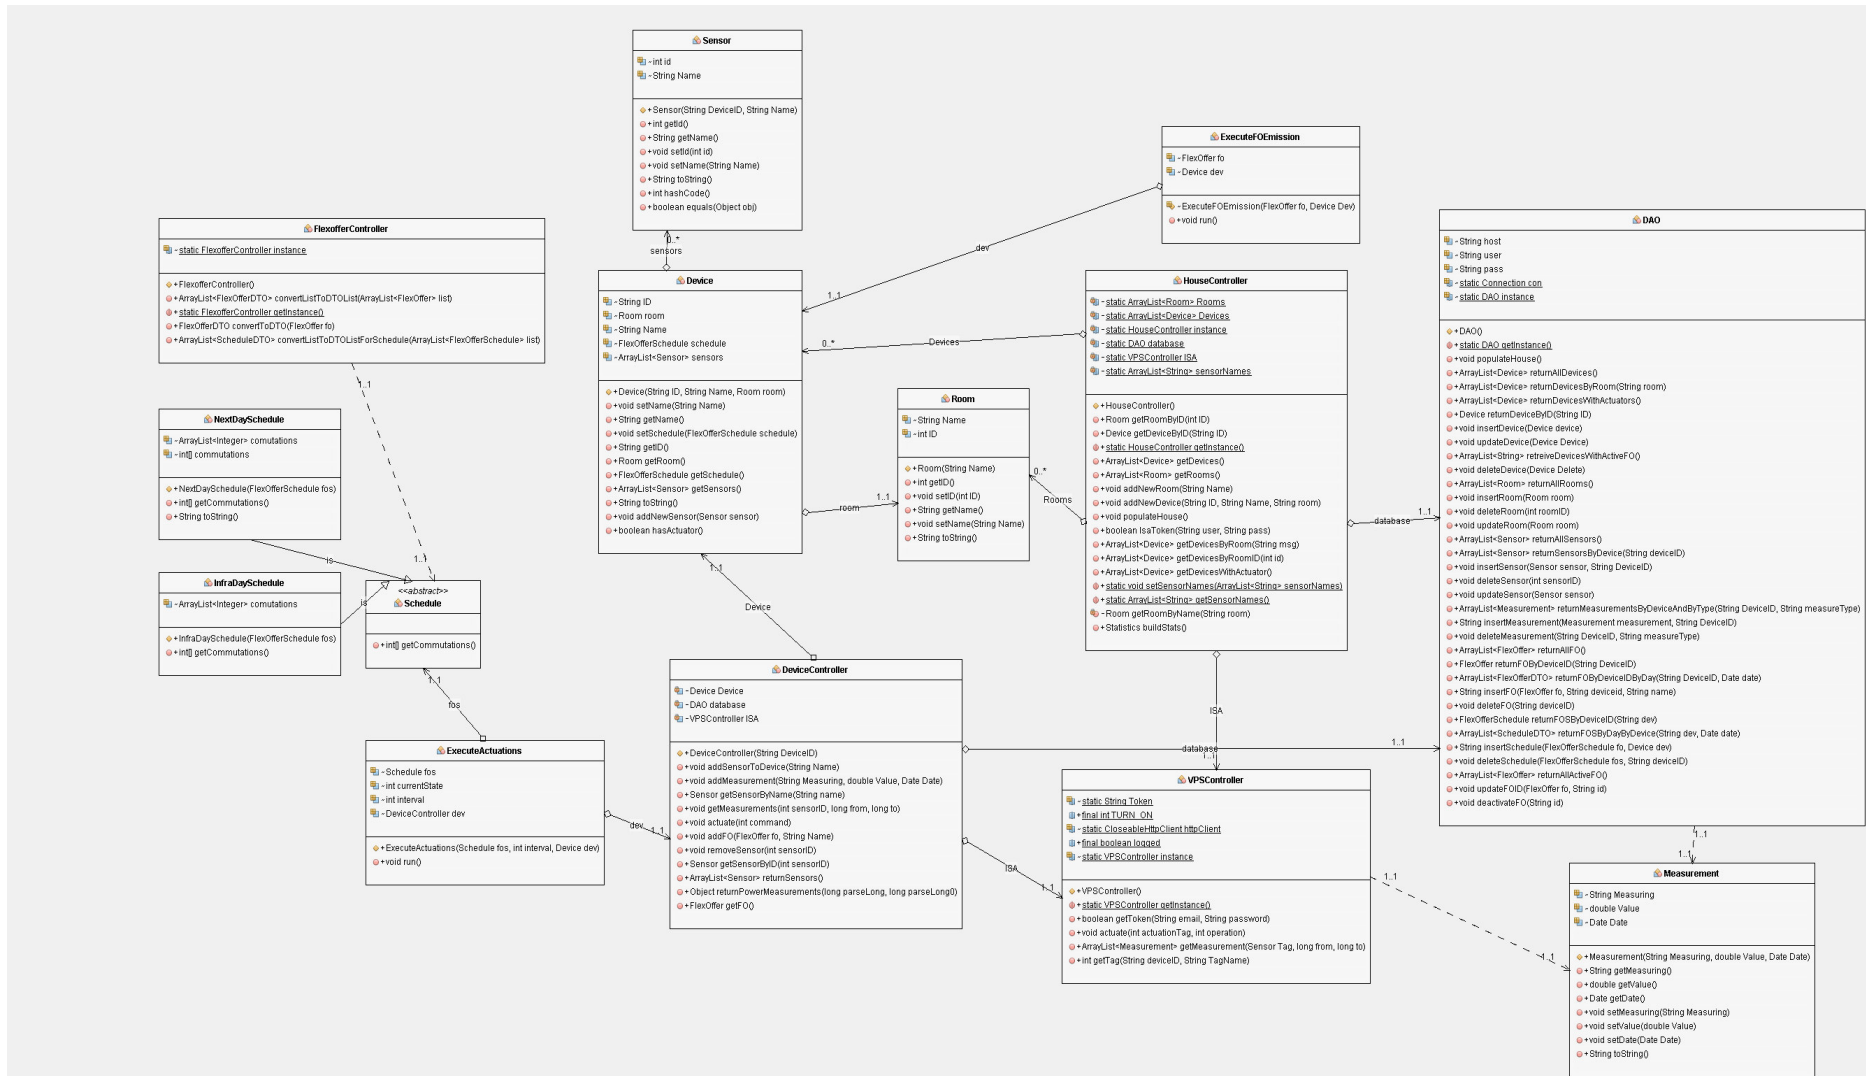 Sensor
-int id
-String Name
+Sensor(String DeviceID, String Name)
+int getId()
+String getName()
+void setId(int id)
+void setName(String Name)
+String toString()
+int hashCode()
+boolean equals(Object obj)
0..*
sensors
ExecuteFOEmission
-FlexOffer fo
-Device dev
-ExecuteFOEmission(FlexOffer fo, Device Dev)
+void run()
dev
1..1
FlexofferController
-static FlexofferController instance
+FlexofferController()
+ArrayList<FlexOfferDTO> convertListToDTOList(ArrayList<FlexOffer> list)
+static FlexofferController getInstance()
+FlexOfferDTO convertToDTO(FlexOffer fo)
+ArrayList<ScheduleDTO> convertListToDTOListForSchedule(ArrayList<FlexOfferSchedule> list)
1..1
1..1
Device
-String ID
-Room room
-String Name
-FlexOfferSchedule schedule
-ArrayList<Sensor> sensors
+Device(String ID, String Name, Room room)
+void setName(String Name)
+String getName()
+void setSchedule(FlexOfferSchedule schedule)
+String getID()
+Room getRoom()
+FlexOfferSchedule getSchedule()
+ArrayList<Sensor> getSensors()
+String toString()
+void addNewSensor(Sensor sensor)
+boolean hasActuator()
0..*
Devices
room
1..1
Room
-String Name
-int ID
+Room(String Name)
+int getID()
+void setID(int ID)
+String getName()
+void setName(String Name)
+String toString()
0..*
Rooms
HouseController
-static ArrayList<Room> Rooms
-static ArrayList<Device> Devices
-static HouseController instance
-static DAO database
-static VPSController ISA
-static ArrayList<String> sensorNames
+HouseController()
+Room getRoomByID(int ID)
+Device getDeviceByID(String ID)
+static HouseController getInstance()
+ArrayList<Device> getDevices()
+ArrayList<Room> getRooms()
+void addNewRoom(String Name)
+void addNewDevice(String ID, String Name, String room)
+void populateHouse()
+boolean IsaToken(String user, String pass)
+ArrayList<Device> getDevicesByRoom(String msg)
+ArrayList<Device> getDevicesByRoomID(int id)
+ArrayList<Device> getDevicesWithActuator()
+static void setSensorNames(ArrayList<String> sensorNames)
+static ArrayList<String> getSensorNames()
-Room getRoomByName(String room)
+Statistics buildStats()
database
1..1
DAO
-String host
-String user
-String pass
-static Connection con
-static DAO instance
+DAO()
+static DAO getInstance()
+void populateHouse()
+ArrayList<Device> returnAllDevices()
+ArrayList<Device> returnDevicesByRoom(String room)
+ArrayList<Device> returnDevicesWithActuators()
+Device returnDeviceByID(String ID)
+void insertDevice(Device device)
+void updateDevice(Device Device)
+ArrayList<String> retreiveDevicesWithActiveFO()
+void deleteDevice(Device Delete)
+ArrayList<Room> returnAllRooms()
+void insertRoom(Room room)
+void deleteRoom(int roomID)
+void updateRoom(Room room)
+ArrayList<Sensor> returnAllSensors()
+ArrayList<Sensor> returnSensorsByDevice(String deviceID)
+void insertSensor(Sensor sensor, String DeviceID)
+void deleteSensor(int sensorID)
+void updateSensor(Sensor sensor)
+ArrayList<Measurement> returnMeasurementsByDeviceAndByType(String DeviceID, String measureType)
+String insertMeasurement(Measurement measurement, String DeviceID)
+void deleteMeasurement(String DeviceID, String measureType)
+ArrayList<FlexOffer> returnAllFO()
+FlexOffer returnFOByDeviceID(String DeviceID)
+ArrayList<FlexOfferDTO> returnFOByDeviceIDByDay(String DeviceID, Date date)
+String insertFO(FlexOffer fo, String deviceid, String name)
+void deleteFO(String deviceID)
+FlexOfferSchedule returnFOSByDeviceID(String dev)
+ArrayList<ScheduleDTO> returnFOSByDayByDevice(String dev, Date date)
+String insertSchedule(FlexOfferSchedule fo, Device dev)
+void deleteSchedule(FlexOfferSchedule fos, String deviceID)
+ArrayList<FlexOffer> returnAllActiveFO()
+void updateFOID(FlexOffer fo, String id)
+void deactivateFO(String id)
1..1
1..1
NextDaySchedule
-ArrayList<Integer> comutations
-int[] commutations
+NextDaySchedule(FlexOfferSchedule fos)
+int[] getCommutations()
+String toString()
is
InfraDaySchedule
-ArrayList<Integer> comutations
+InfraDaySchedule(FlexOfferSchedule fos)
+int[] getCommutations()
is
<<abstract>>
Schedule
+int[] getCommutations()
1..1
fos
ExecuteActuations
-Schedule fos
-int currentState
-int interval
-DeviceController dev
+ExecuteActuations(Schedule fos, int interval, Device dev)
+void run()
dev
1..1
1..1
Device
DeviceController
-Device Device
-DAO database
-VPSController ISA
+DeviceController(String DeviceID)
+void addSensorToDevice(String Name)
+void addMeasurement(String Measuring, double Value, Date Date)
+Sensor getSensorByName(String name)
+void getMeasurements(int sensorID, long from, long to)
+void actuate(int command)
+void addFO(FlexOffer fo, String Name)
+void removeSensor(int sensorID)
+Sensor getSensorByID(int sensorID)
+ArrayList<Sensor> returnSensors()
+Object returnPowerMeasurements(long parseLong, long parseLong0)
+FlexOffer getFO()
ISA
1..1
database
1..1
ISA
1..1
VPSController
-static String Token
+final int TURN_ON
-static CloseableHttpClient httpClient
+final boolean logged
-static VPSController instance
+VPSController()
+static VPSController getInstance()
+boolean getToken(String email, String password)
+void actuate(int actuationTag, int operation)
+ArrayList<Measurement> getMeasurement(Sensor Tag, long from, long to)
+int getTag(String deviceID, String TagName)
1..1
1..1
Measurement
-String Measuring
-double Value
-Date Date
+Measurement(String Measuring, double Value, Date Date)
+String getMeasuring()
+double getValue()
+Date getDate()
+void setMeasuring(String Measuring)
+void setValue(double Value)
+void setDate(Date Date)
+String toString()